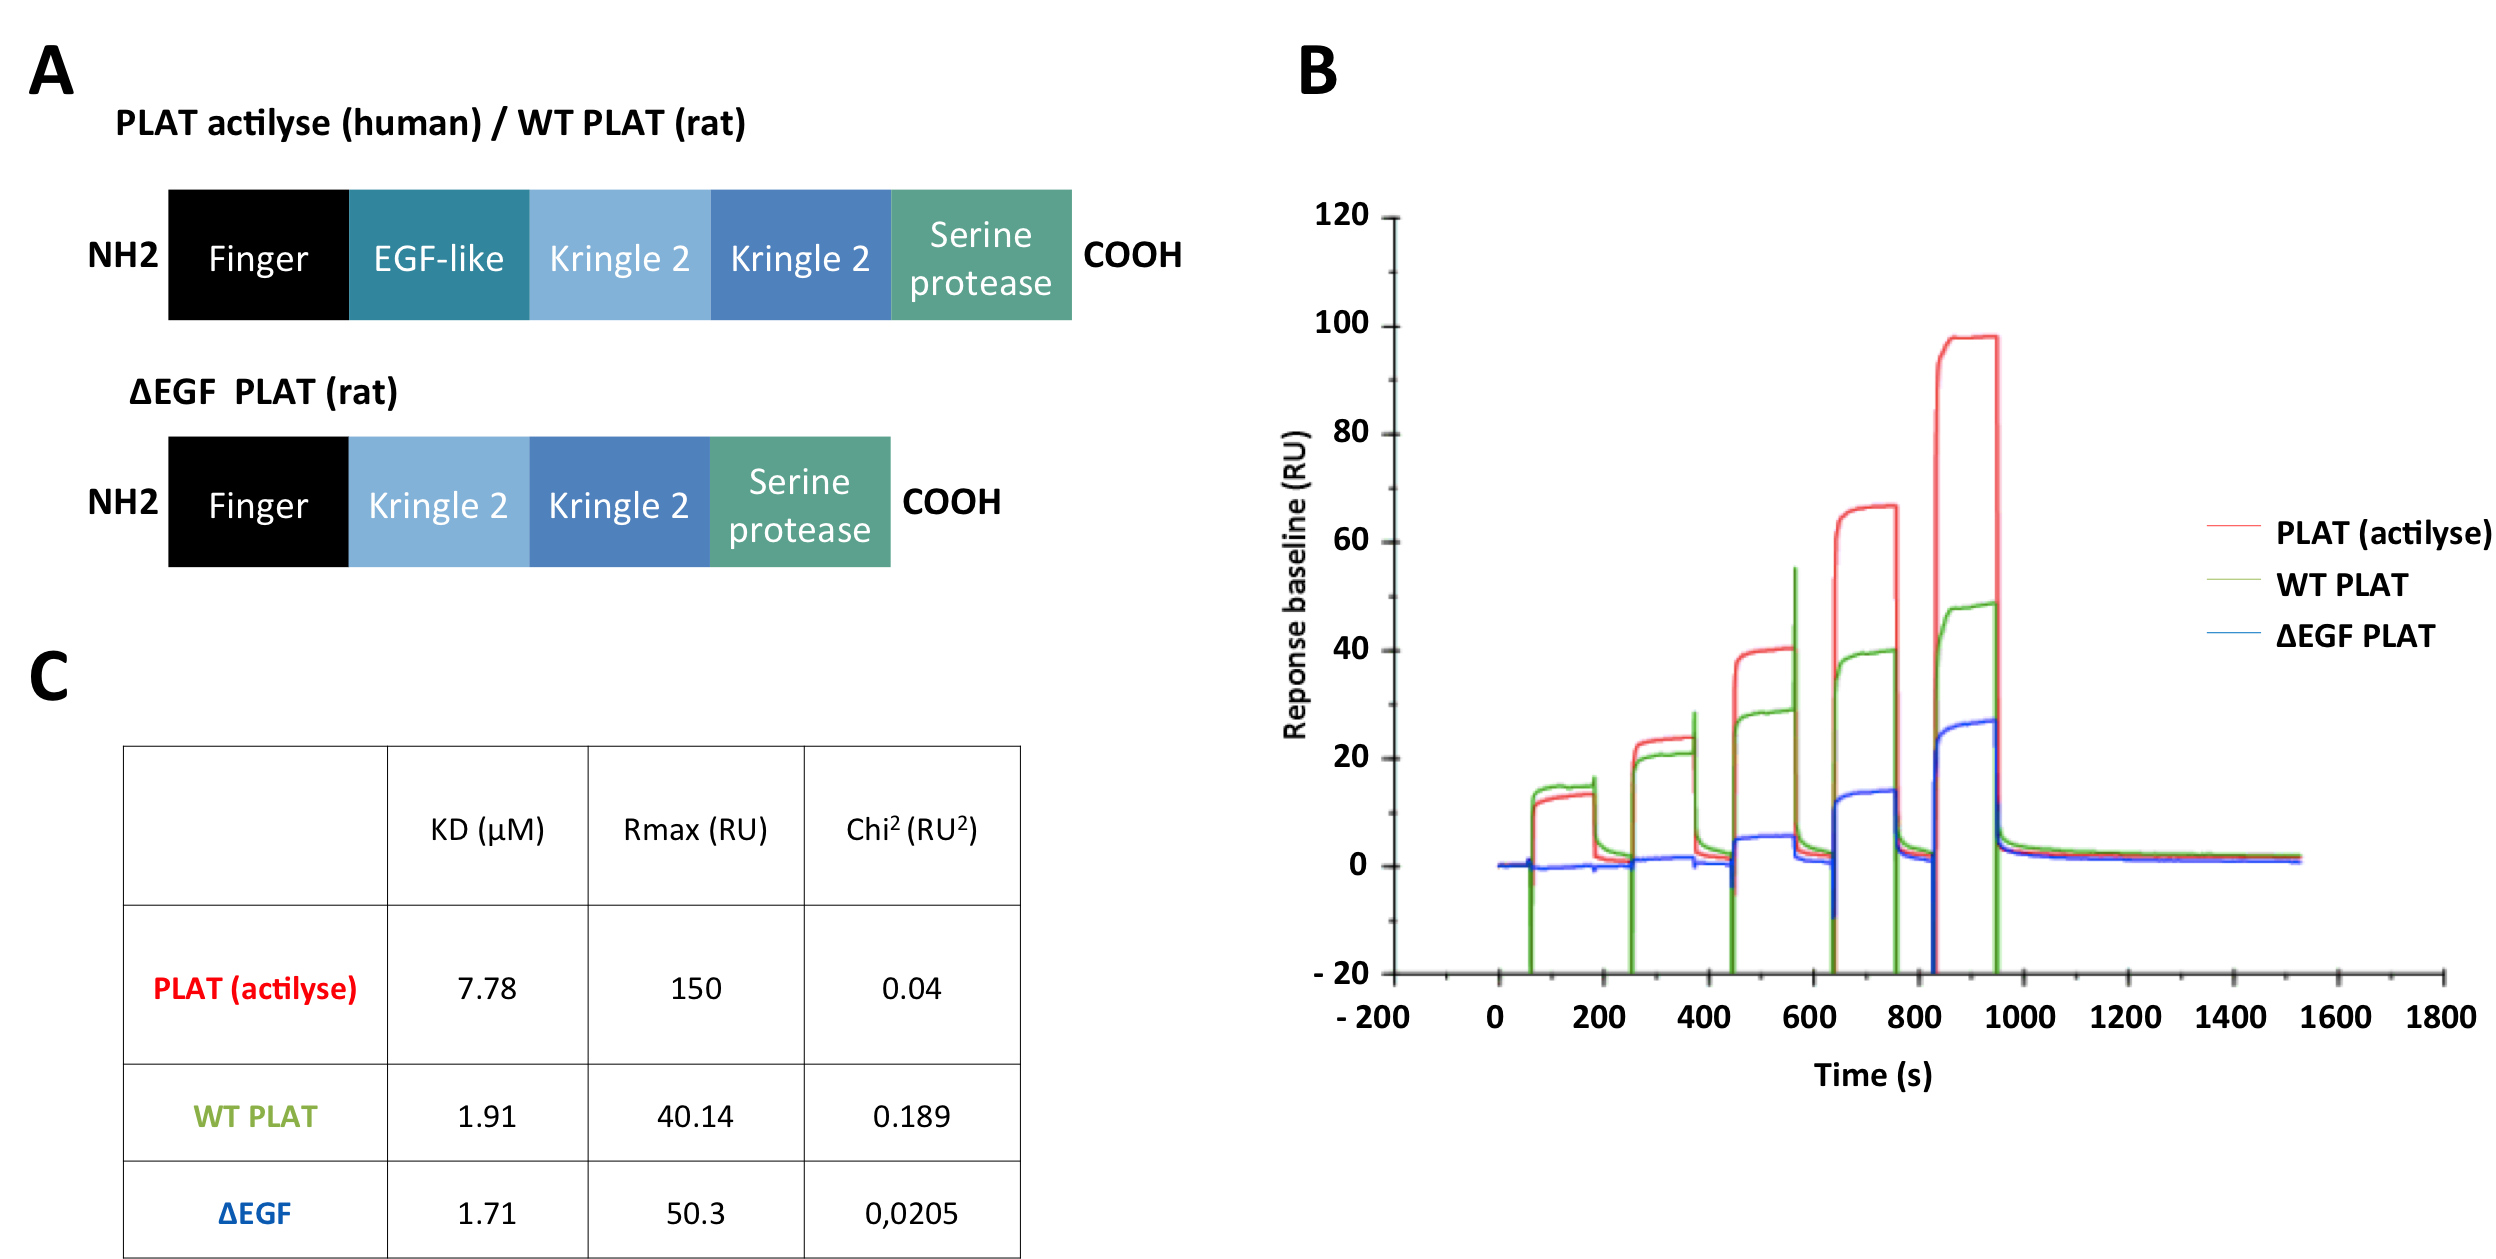 A
PLAT actilyse (human) / WT PLAT (rat)
NH2 Finger EGF-like Kringle 2 Kringle 2 Serine protease COOH
ΔEGF PLAT (rat)
NH2 Finger Kringle 2 Kringle 2 Serine protease COOH
B
120
100
80
60
40
20
0
- 20
Reponse baseline (RU)
- 200 0 200 400 600 800 1000 1200 1400 1600 1800
Time (s)
PLAT (actilyse)
WT PLAT
ΔEGF PLAT
C
KD (μM) Rmax (RU) Chi² (RU²)
PLAT (actilyse) 7.78 150 0.04
WT PLAT 1.91 40.14 0.189
ΔEGF 1.71 50.3 0,0205